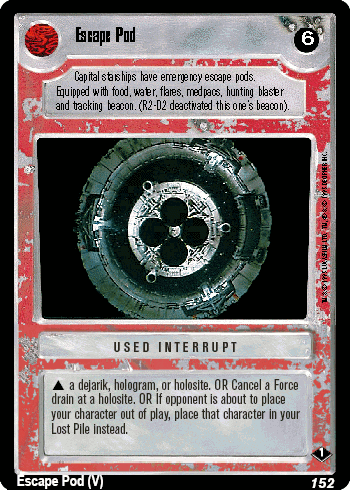 Escape Pod
6
Capital starships have emergency escape pods.
Equipped with food, water, flares, medpacs, hunting blaster
and tracking beacon. (R2-D2 deactivated this one's beacon).
USED INTERRUPT
▲ a dejarik, hologram, or holosite. OR Cancel a Force
drain at a holosite. OR If opponent is about to place
your character out of play, place that character in your
Lost Pile instead.
1
Escape Pod (V)
152